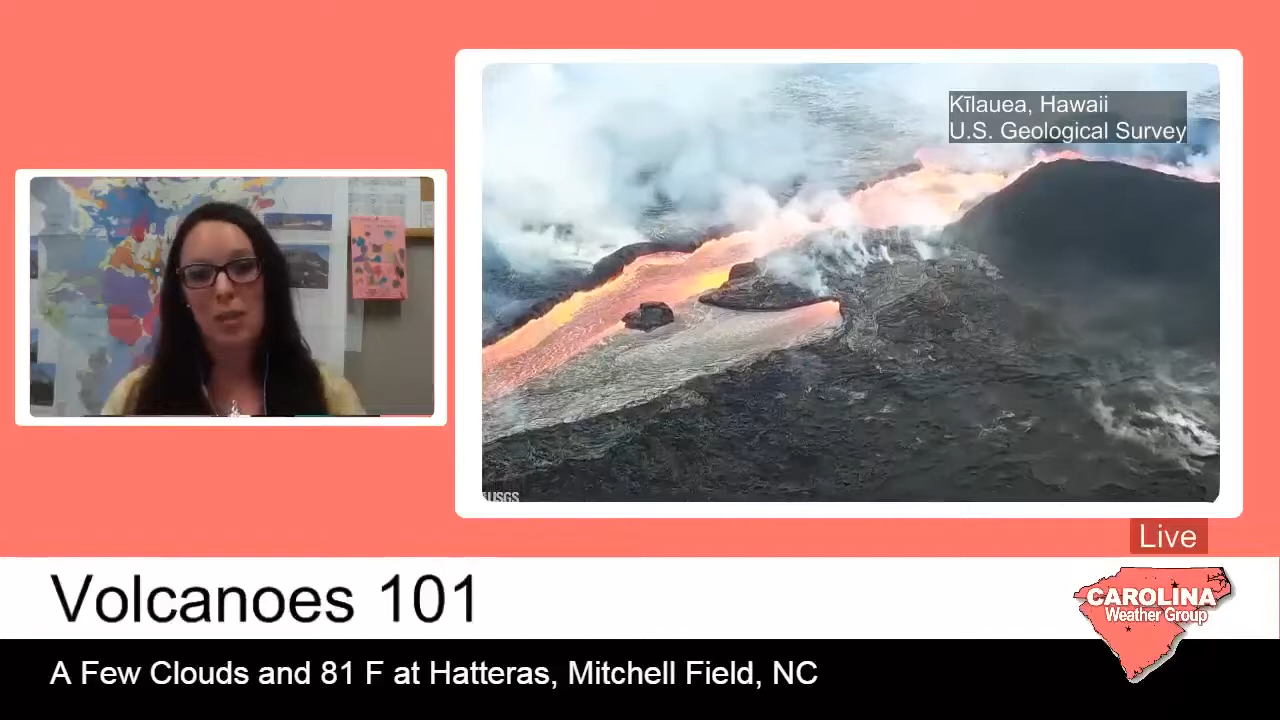 Kīlauea, Hawaii
U.S. Geological Survey
USGS
Live
Volcanoes 101
CAROLINA
Weather Group
A Few Clouds and 81 F at Hatteras, Mitchell Field, NC